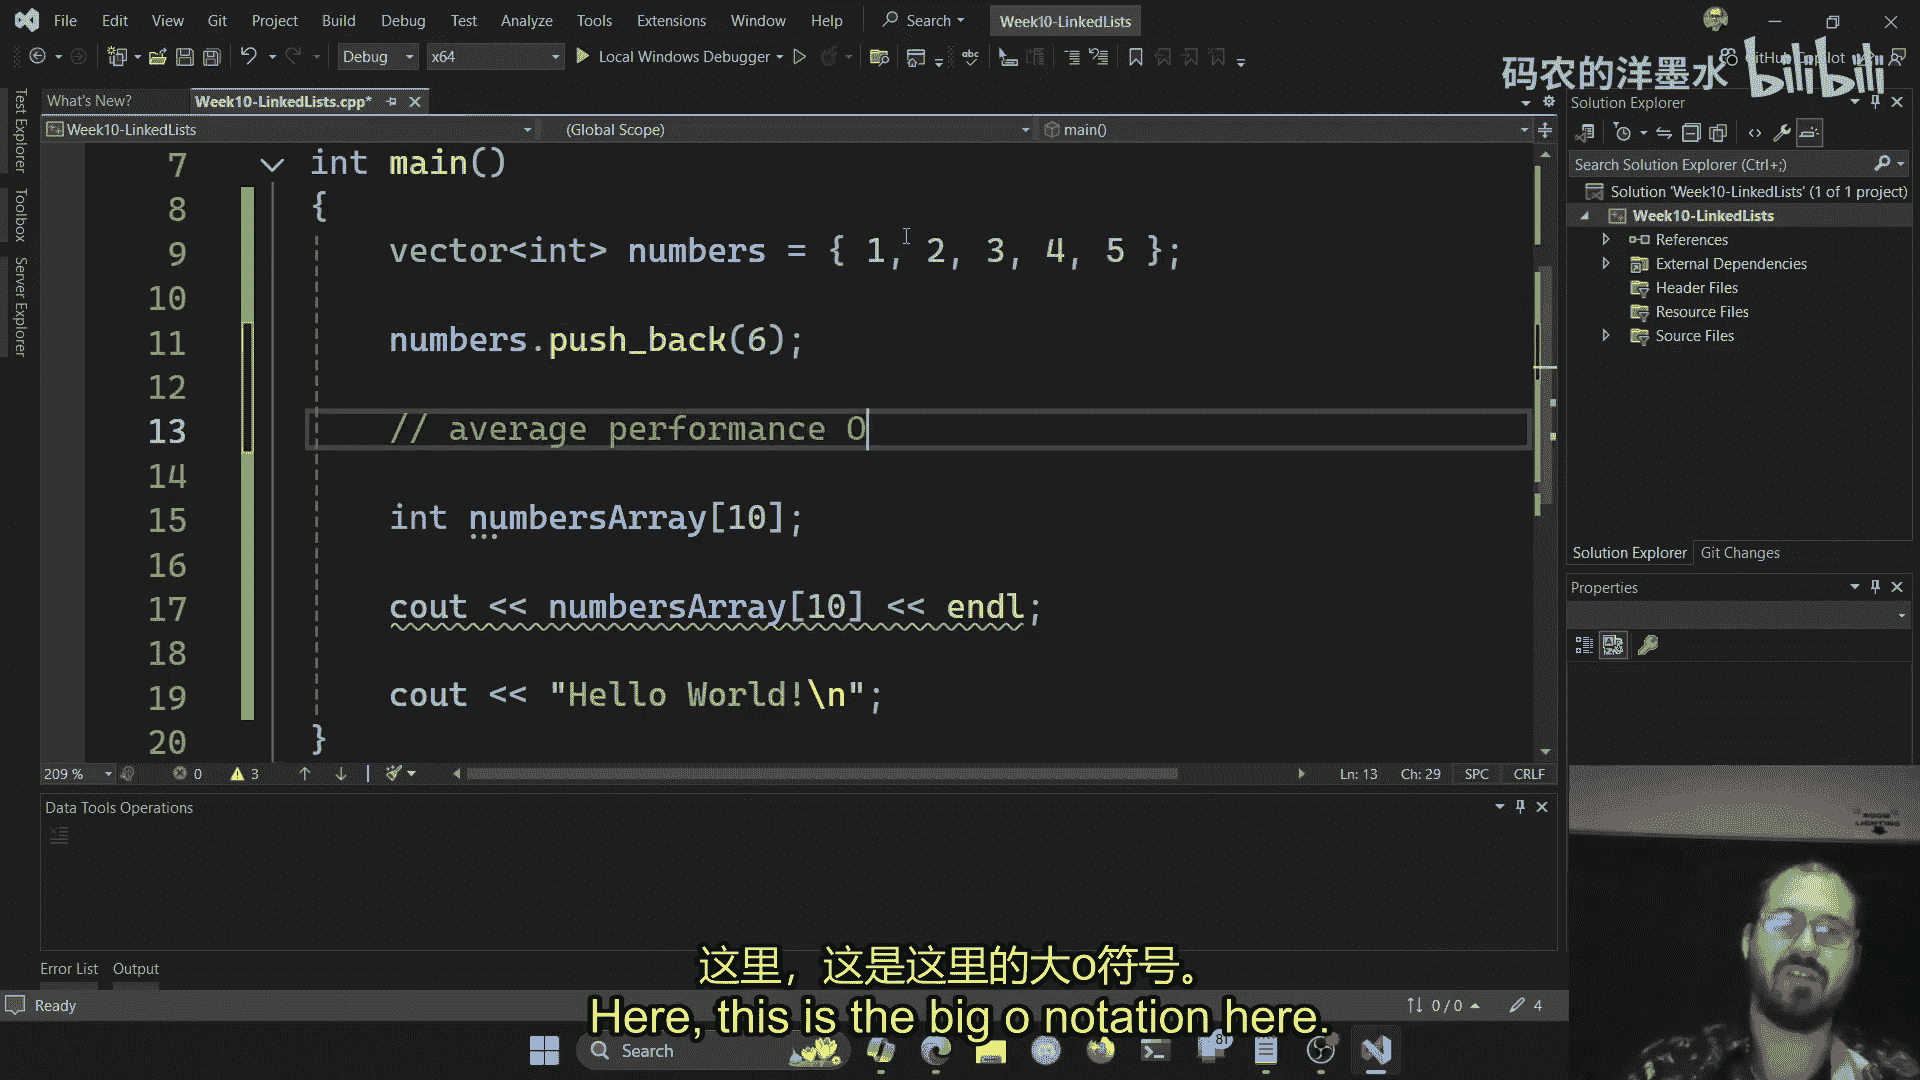 File Edit View Git Project Build Debug Test Analyze Tools Extensions Window Help Search Week10-LinkedLists
Debug x64 Local Windows Debugger
码农的洋墨水 bilibili
What's New? Week10-LinkedLists.cpp*
Week10-LinkedLists (Global Scope) main()
Test Explorer
Toolbox
Server Explorer
7 int main()
8 {
9 vector<int> numbers = { 1, 2, 3, 4, 5 };
10
11 numbers.push_back(6);
12
13 // average performance O
14
15 int numbersArray[10];
16
17 cout << numbersArray[10] << endl;
18
19 cout << "Hello World!\n";
20 }
209 % 0 3 Ln: 13 Ch: 29 SPC CRLF
Solution Explorer
Search Solution Explorer (Ctrl+;)
Solution 'Week10-LinkedLists' (1 of 1 project)
Week10-LinkedLists
References
External Dependencies
Header Files
Resource Files
Source Files
Solution Explorer Git Changes
Properties
Data Tools Operations
Error List Output
Ready 0 / 0 4
这里，这是这里的大o符号。
Here, this is the big o notation here.
Search